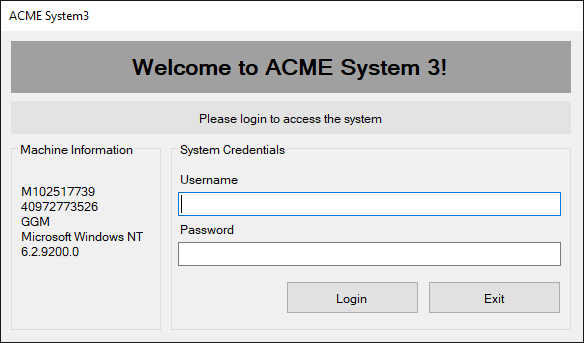 ACME System3
Welcome to ACME System 3!
Please login to access the system
Machine Information
M102517739
40972773526
GGM
Microsoft Windows NT
6.2.9200.0
System Credentials
Username
Password
Login
Exit